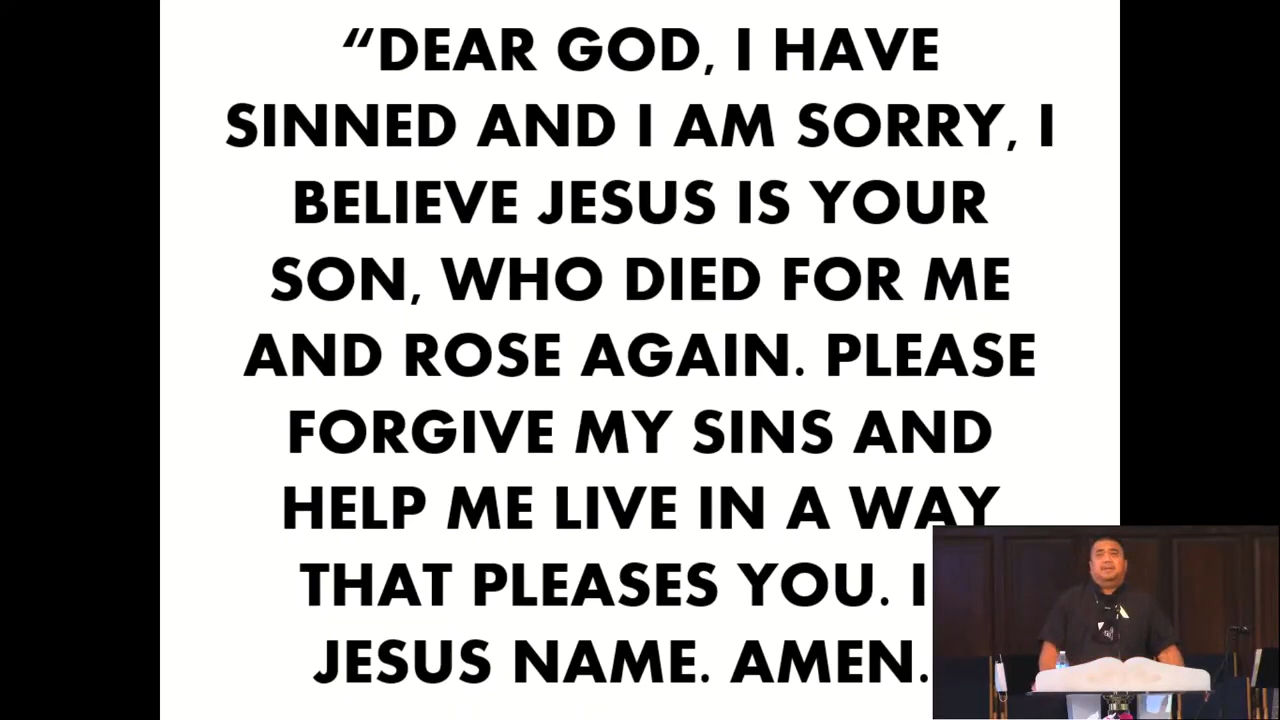 “DEAR GOD, I HAVE
SINNED AND I AM SORRY, I
BELIEVE JESUS IS YOUR
SON, WHO DIED FOR ME
AND ROSE AGAIN. PLEASE
FORGIVE MY SINS AND
HELP ME LIVE IN A WAY
THAT PLEASES YOU. I
JESUS NAME. AMEN.